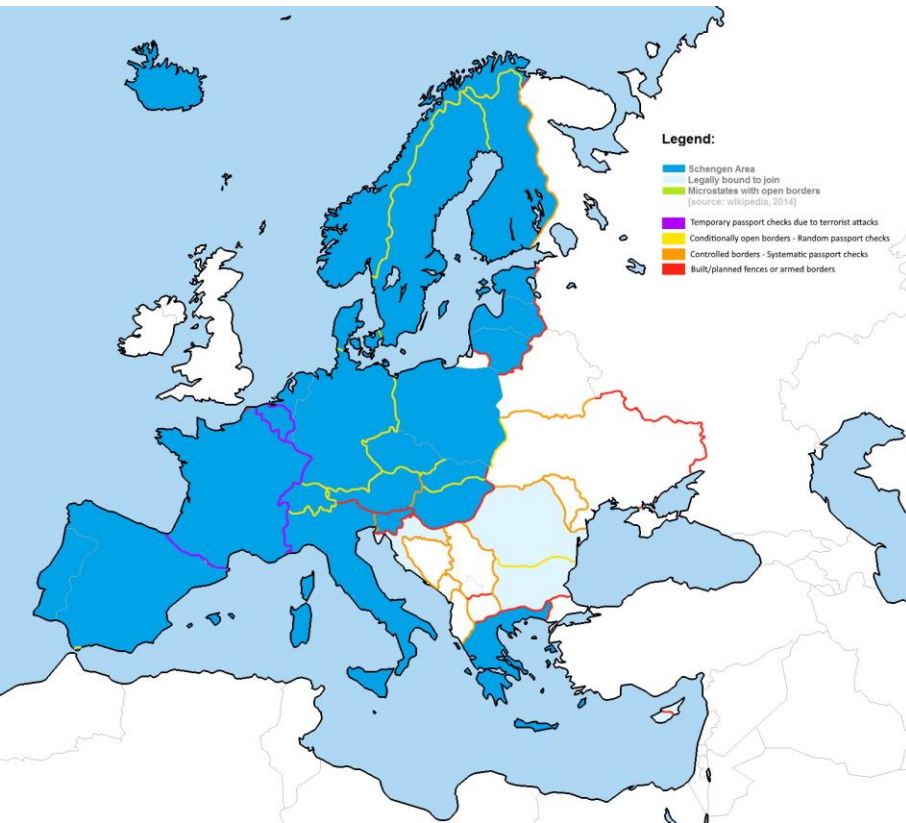 Legend:
Schengen Area
Legally bound to join
Microstates with open borders
[source: wikipedia, 2014]
Temporary passport checks due to terrorist attacks
Conditionally open borders - Random passport checks
Controlled borders - Systematic passport checks
Built/planned fences or armed borders